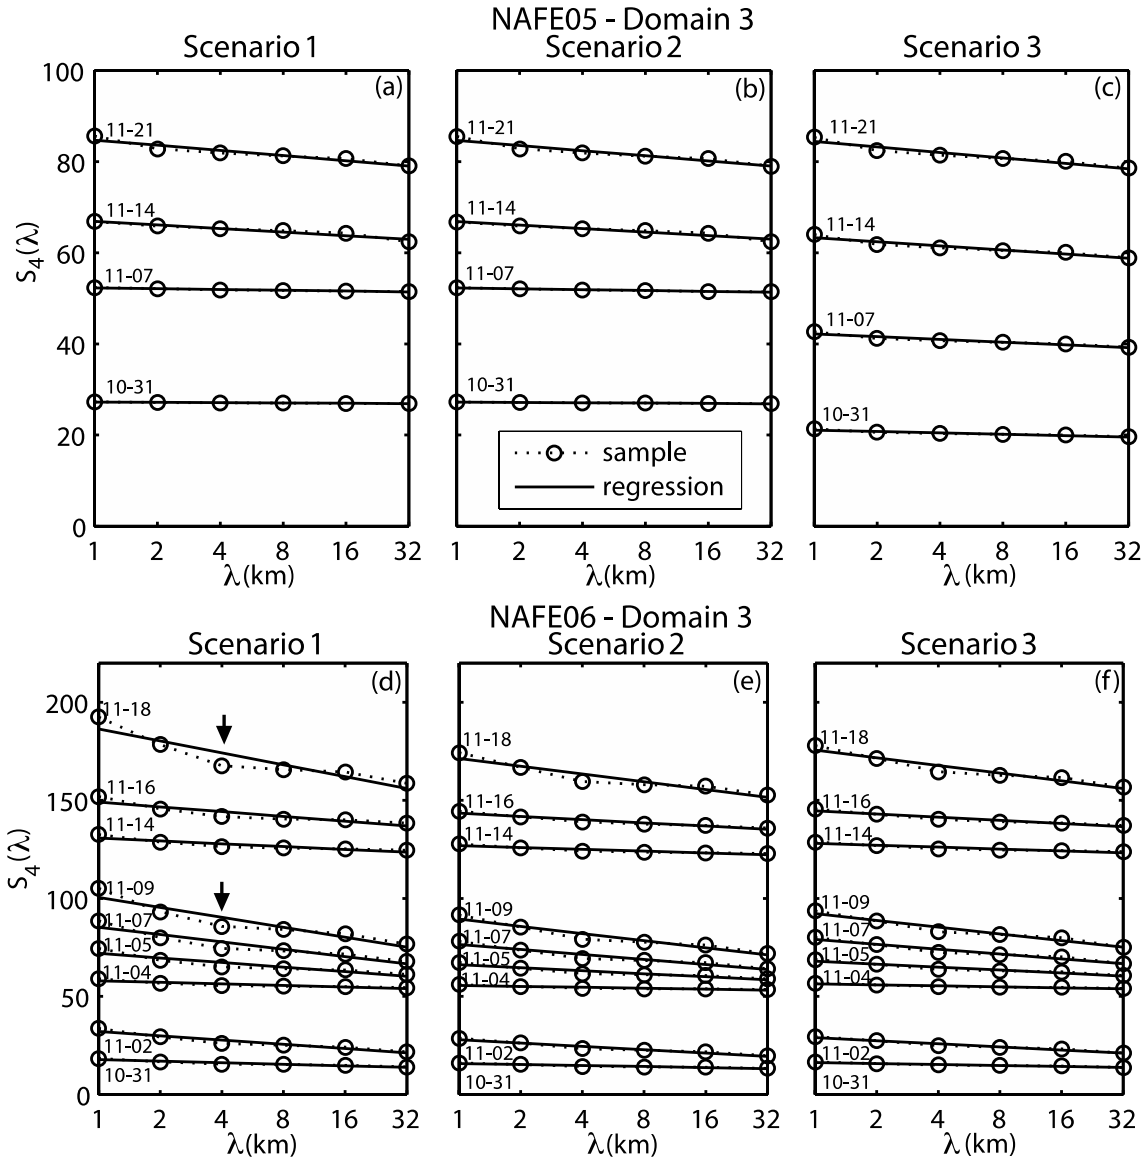 NAFE05 - Domain 3
Scenario 1
Scenario 2
Scenario 3
S4(λ)
100
80
60
40
20
0
(a)
11-21
11-14
11-07
10-31
1 2 4 8 16 32
λ(km)
(b)
11-21
11-14
11-07
10-31
sample
regression
1 2 4 8 16 32
λ(km)
(c)
11-21
11-14
11-07
10-31
1 2 4 8 16 32
λ(km)
NAFE06 - Domain 3
Scenario 1
Scenario 2
Scenario 3
S4(λ)
200
150
100
50
0
(d)
11-18
11-16
11-14
11-09
11-07
11-05
11-04
11-02
10-31
1 2 4 8 16 32
λ(km)
(e)
11-18
11-16
11-14
11-09
11-07
11-05
11-04
11-02
10-31
1 2 4 8 16 32
λ(km)
(f)
11-18
11-16
11-14
11-09
11-07
11-05
11-04
11-02
10-31
1 2 4 8 16 32
λ(km)